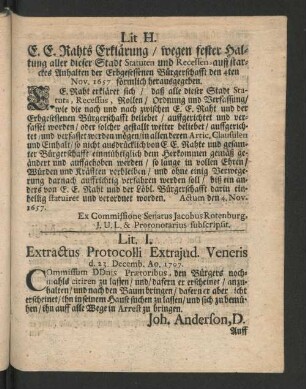 Lit H.
E. E. Rahts Erklärung / wegen fester Hal-
tung aller dieser Stadt Statuten und Recessen / auff star-
ckes Anhalten der Erbgesessenen Bürgerschafft den 4ten
Nov. 1657. förmlich herausgegeben.
E. Raht erkläret sich / daß alle dieser Stadt Sta-
tuta, Recessus, Rollen / Ordnung und Verfassung /
wie die nach und nach zwischen E. E. Raht und der
Erbgesessenen Bürgerschafft beliebet / auffgerichtet und ver-
fasset worden / oder solcher gestalt weiter beliebet / auffgerich-
tet / und verfasset werden mögen / in allen deren Artic, Clausulen
und Einhalt / so nicht ausdrücklich von E. E. Rahte und gesam-
ter Bürgerschafft einmüthiglich dem Herkommen gemäß ge-
ändert und auffgehoben werden / so lange in vollen Ehren /
Würden und Kräfften verbleiben / und ohne einig Verwege-
rung darnach auffrichtig verfahren werden soll / biß ein an-
ders von E. E. Raht und der Löbl. Bürgerschafft darin ein-
hellig statuiret und verordnet worden. Actum den 4. Nov.
1657.
Ex Commissione Senatus Jacobus Rotenburg.
J. U. L. & Protonotarius subscripsit.
Lit. I.
Extractus Protocolli Extrajud. Veneris
d. 23. Decemb. Ao.
Commissum DDnis Prætoribus, den Bürger noch-
mahls citiren zu lassen / und / dafern er erscheinet / anzu-
halten / und nach den Baum bringen / dafern er aber nicht
erscheinet / ihn in seinem Hause suchen zu lassen / und sich zu bemü-
hen / ihn auff alle Wege in Arrest zu bringen.
Joh. Anderson, D.
Auff